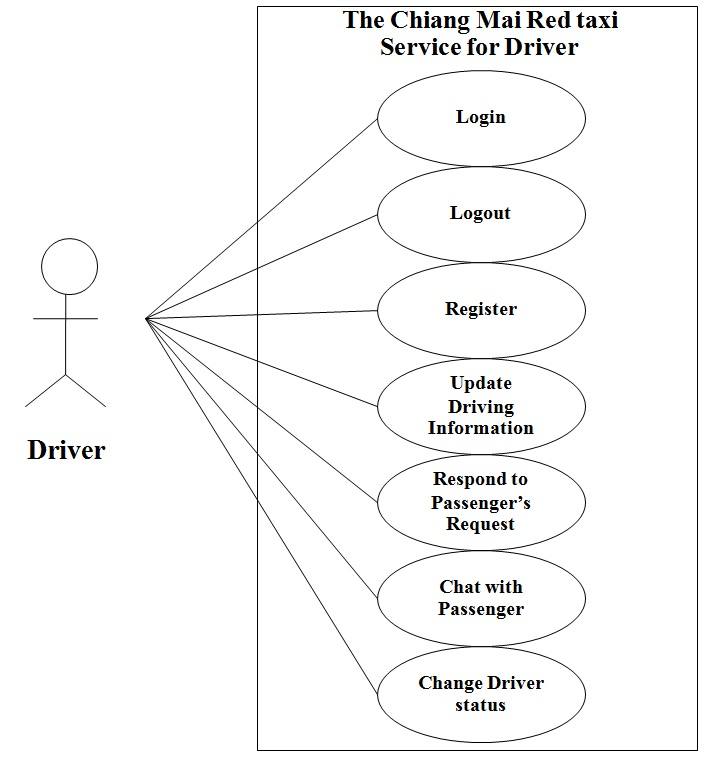 The Chiang Mai Red taxi
Service for Driver
Login
Logout
Register
Update
Driving
Information
Respond to
Passenger’s
Request
Chat with
Passenger
Change Driver
status
Driver